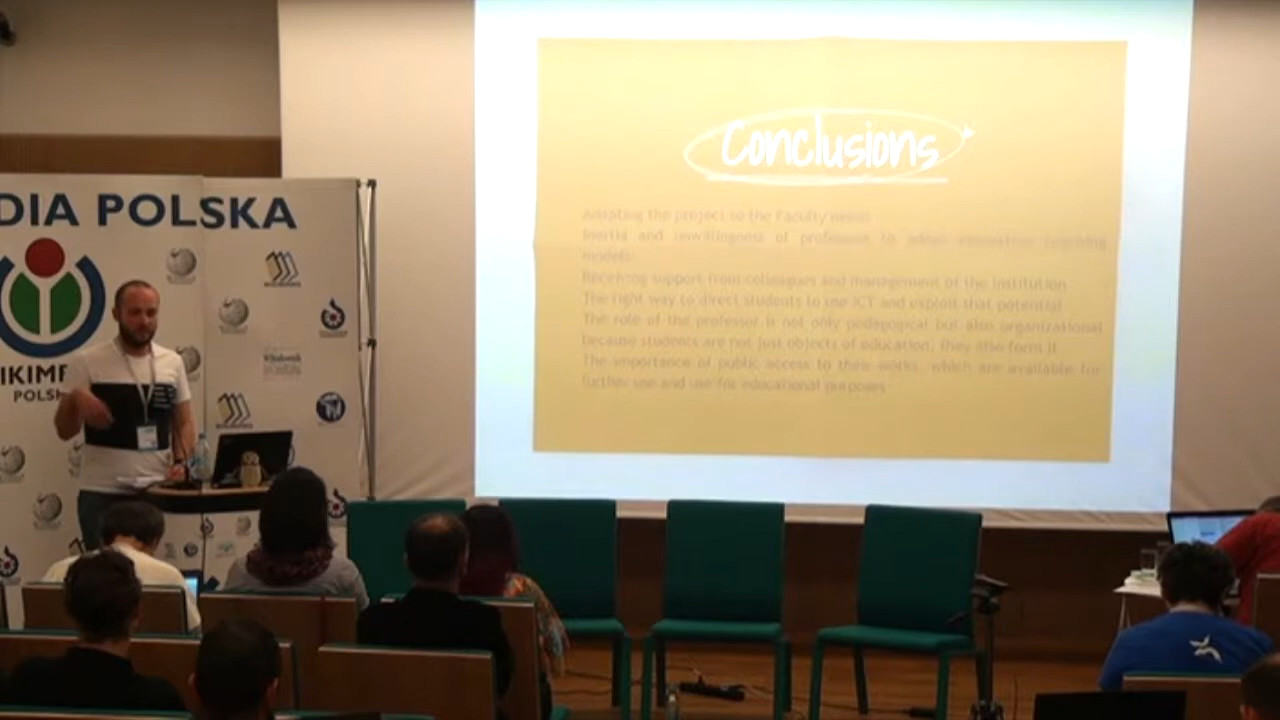 DIA POLSKA
IKIME
POLSK
Conclusions
Adapting the project to the Faculty needs
Inertia and unwillingness of professors to adopt innovative teaching
models
Receiving support from colleagues and management of the institution
The right way to direct students to use ICT and exploit that potential
The role of the professor is not only pedagogical but also organizational
because students are not just objects of education, they also form it
The importance of public access to their works, which are available for
further use and use for educational purposes